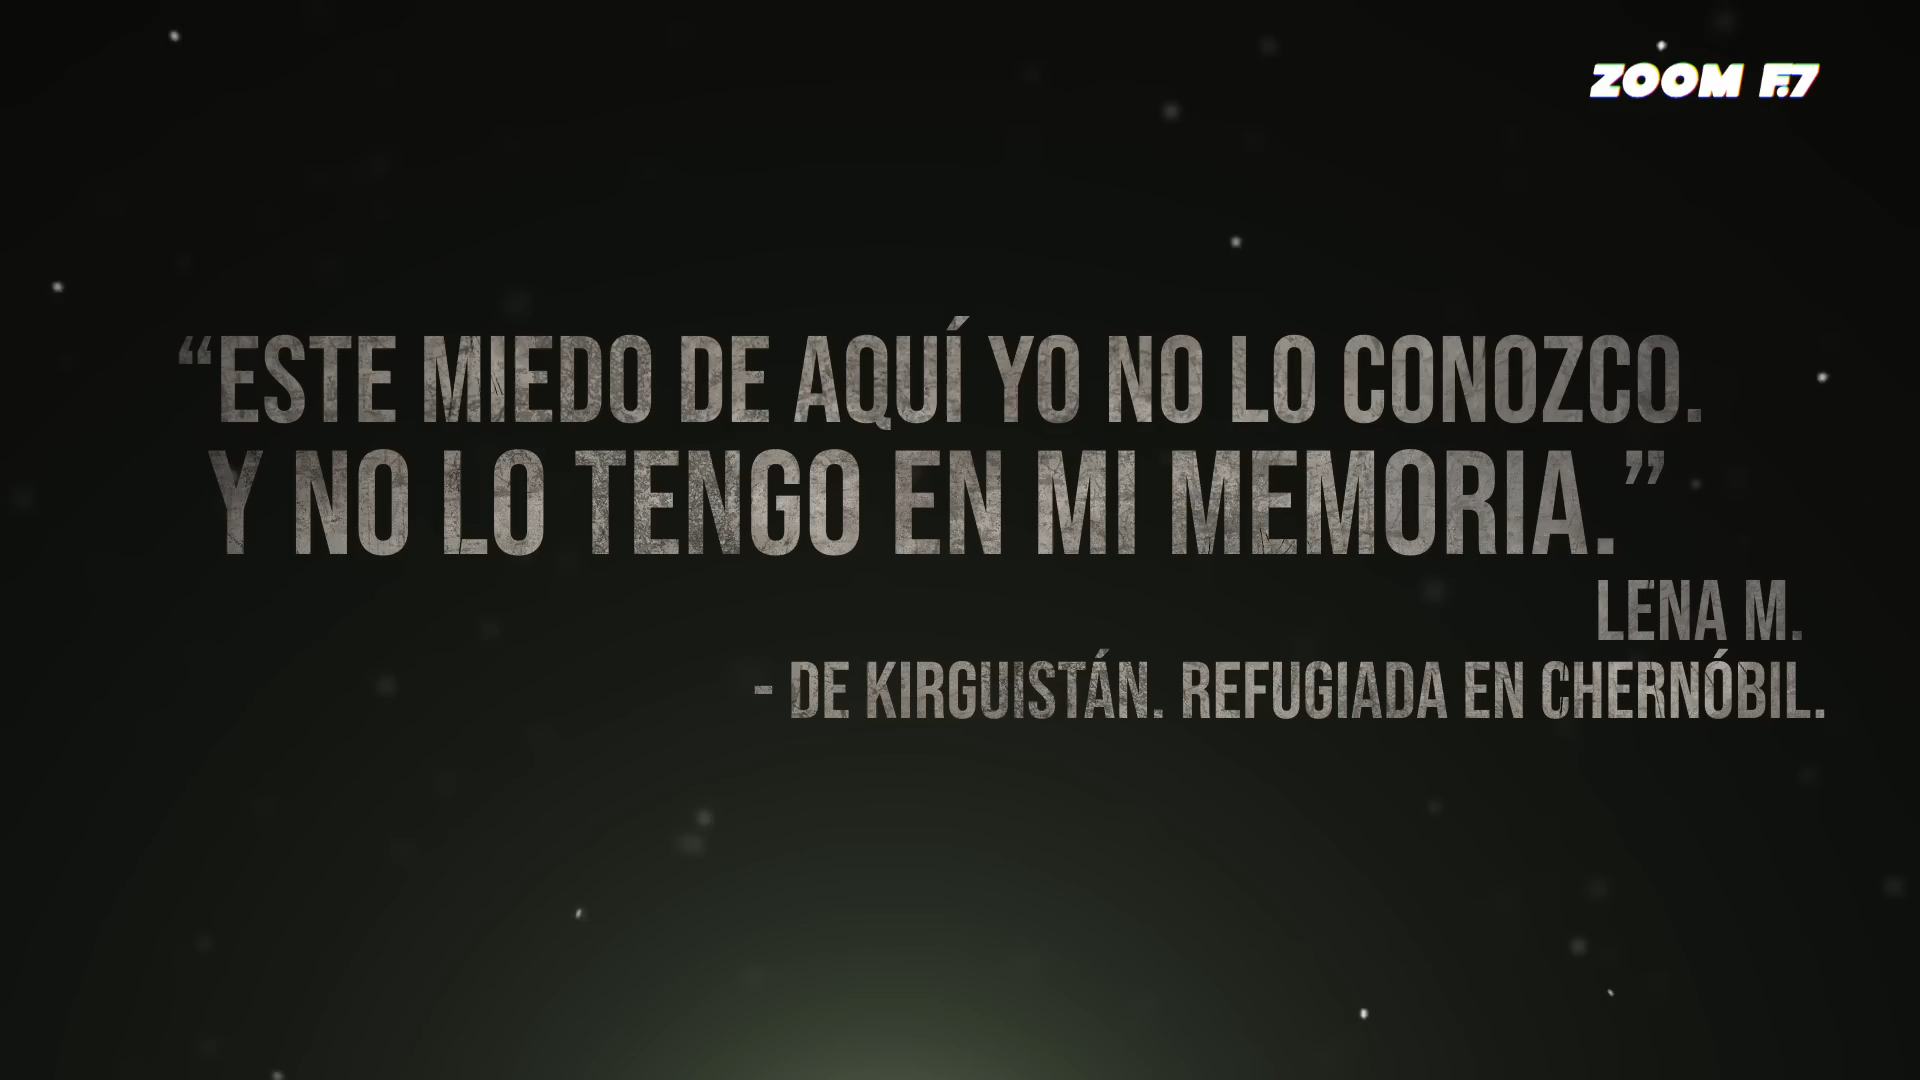 ZOOM F.7
“ESTE MIEDO DE AQUÍ YO NO LO CONOZCO.
Y NO LO TENGO EN MI MEMORIA.”
LENA M.
- DE KIRGUISTÁN. REFUGIADA EN CHERNÓBIL.